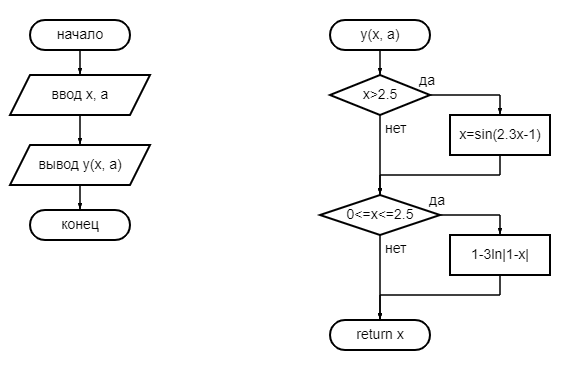 начало
ввод x, a
вывод y(x, a)
конец
y(x, a)
x>2.5
да
нет
x=sin(2.3x-1)
0<=x<=2.5
да
нет
1-3ln|1-x|
return x